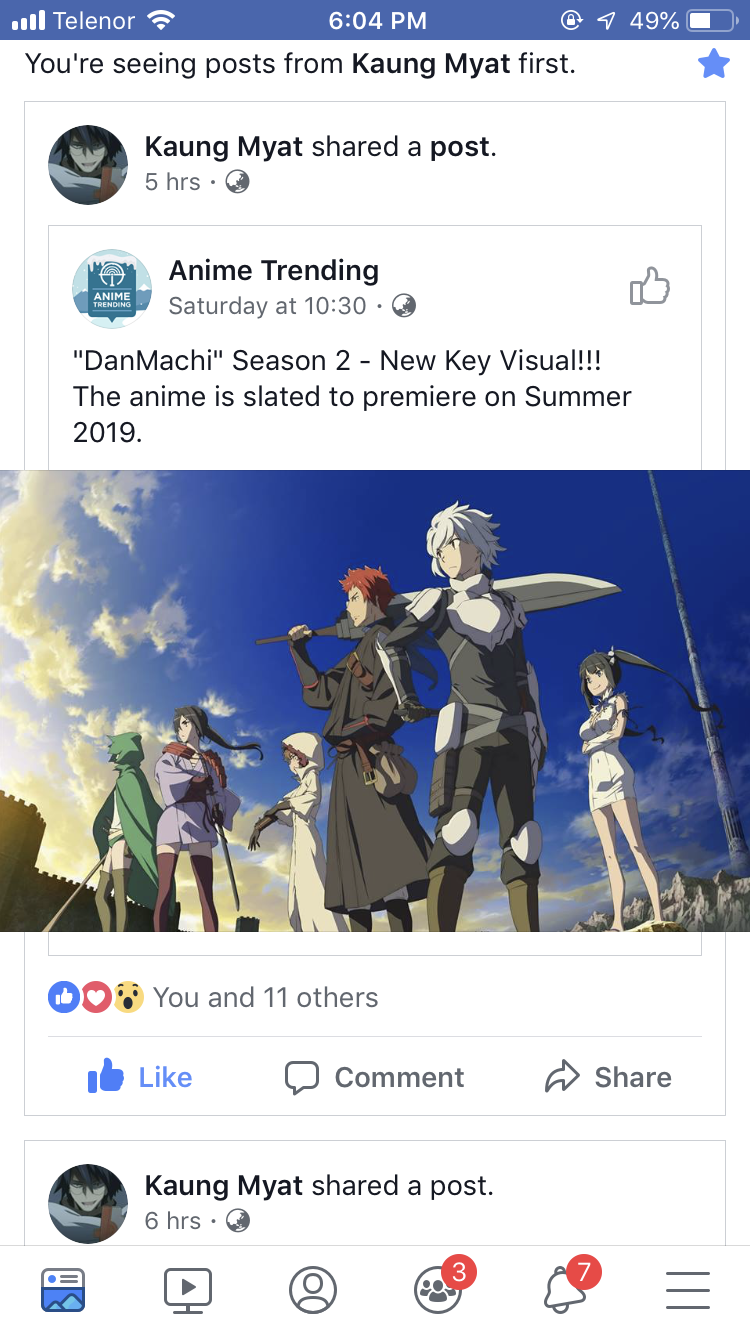 Telenor 6:04 PM 49%
You're seeing posts from Kaung Myat first.
Kaung Myat shared a post.
5 hrs ·
ANIME
TRENDING
Anime Trending
Saturday at 10:30 ·
"DanMachi" Season 2 - New Key Visual!!!
The anime is slated to premiere on Summer
2019.
You and 11 others
Like Comment Share
Kaung Myat shared a post.
6 hrs ·
3 7